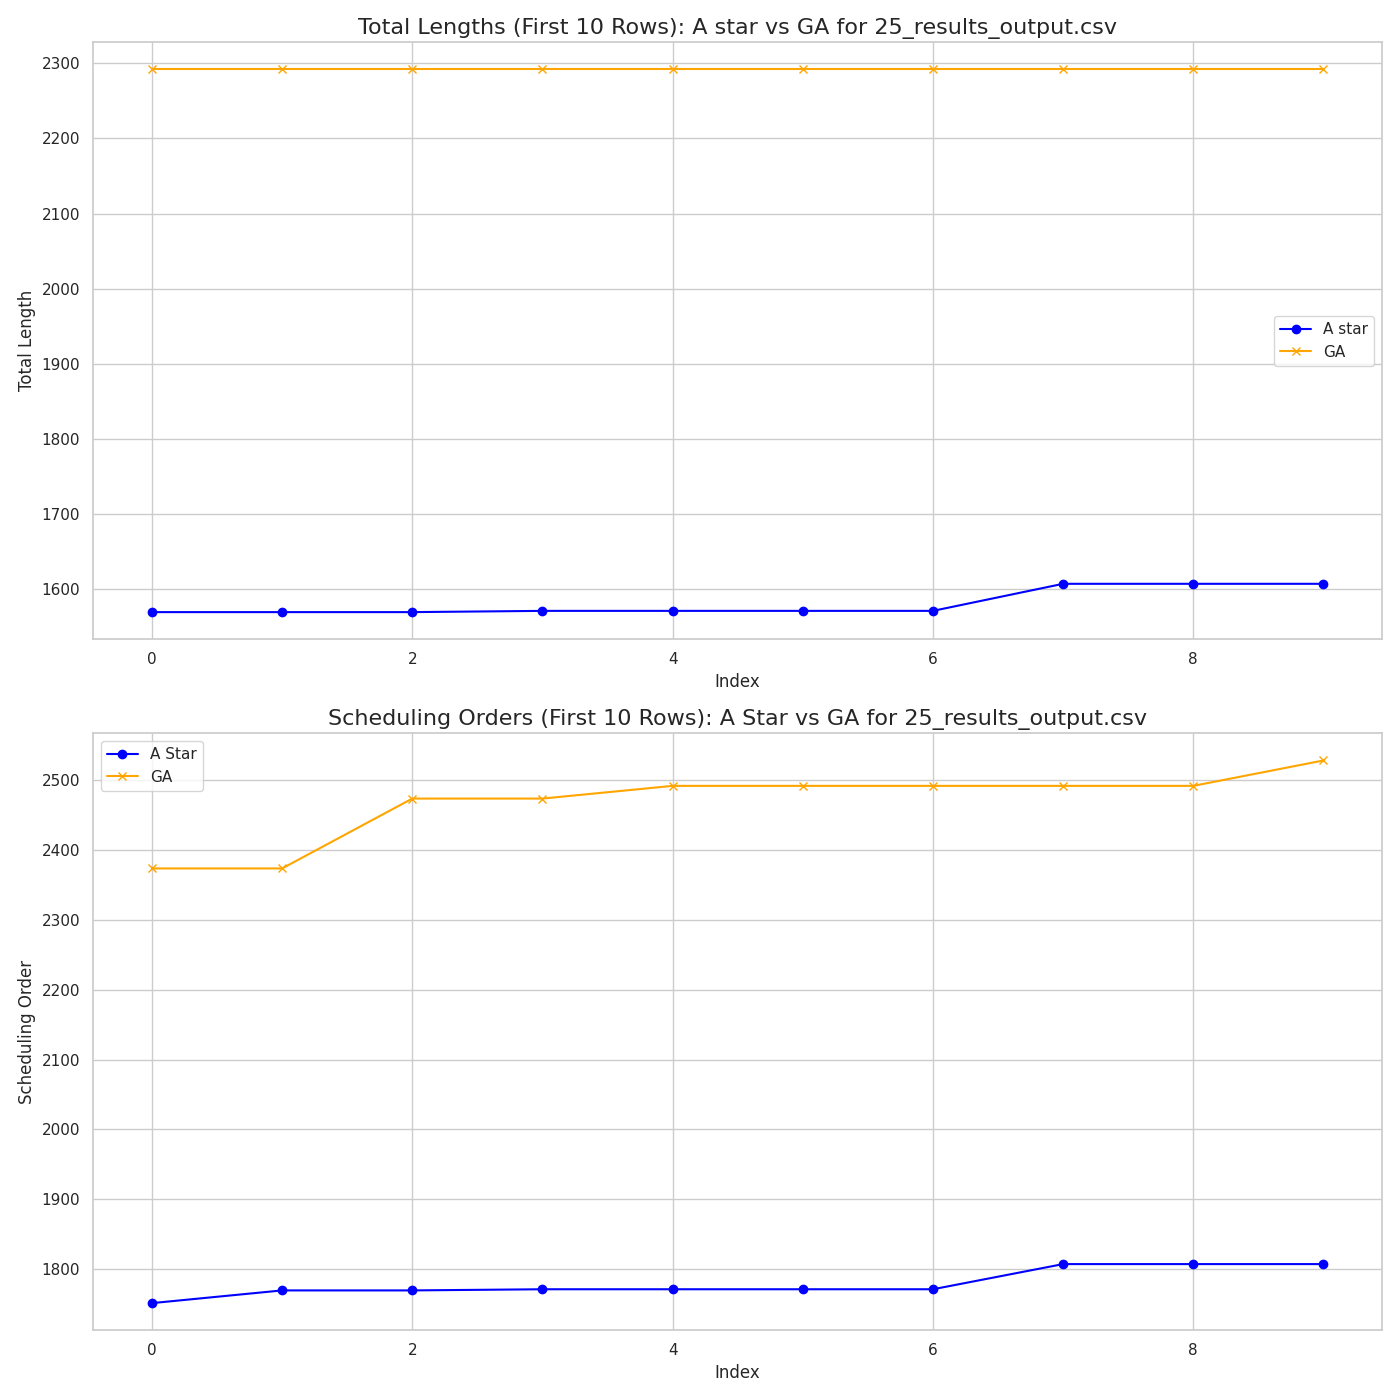 Total Lengths (First 10 Rows): A star vs GA for 25_results_output.csv
2300
2200
2100
2000
1900
1800
1700
1600
Total Length
A star
GA
0 2 4 6 8
Index
Scheduling Orders (First 10 Rows): A Star vs GA for 25_results_output.csv
A Star
GA
2500
2400
2300
2200
2100
2000
1900
1800
Scheduling Order
0 2 4 6 8
Index